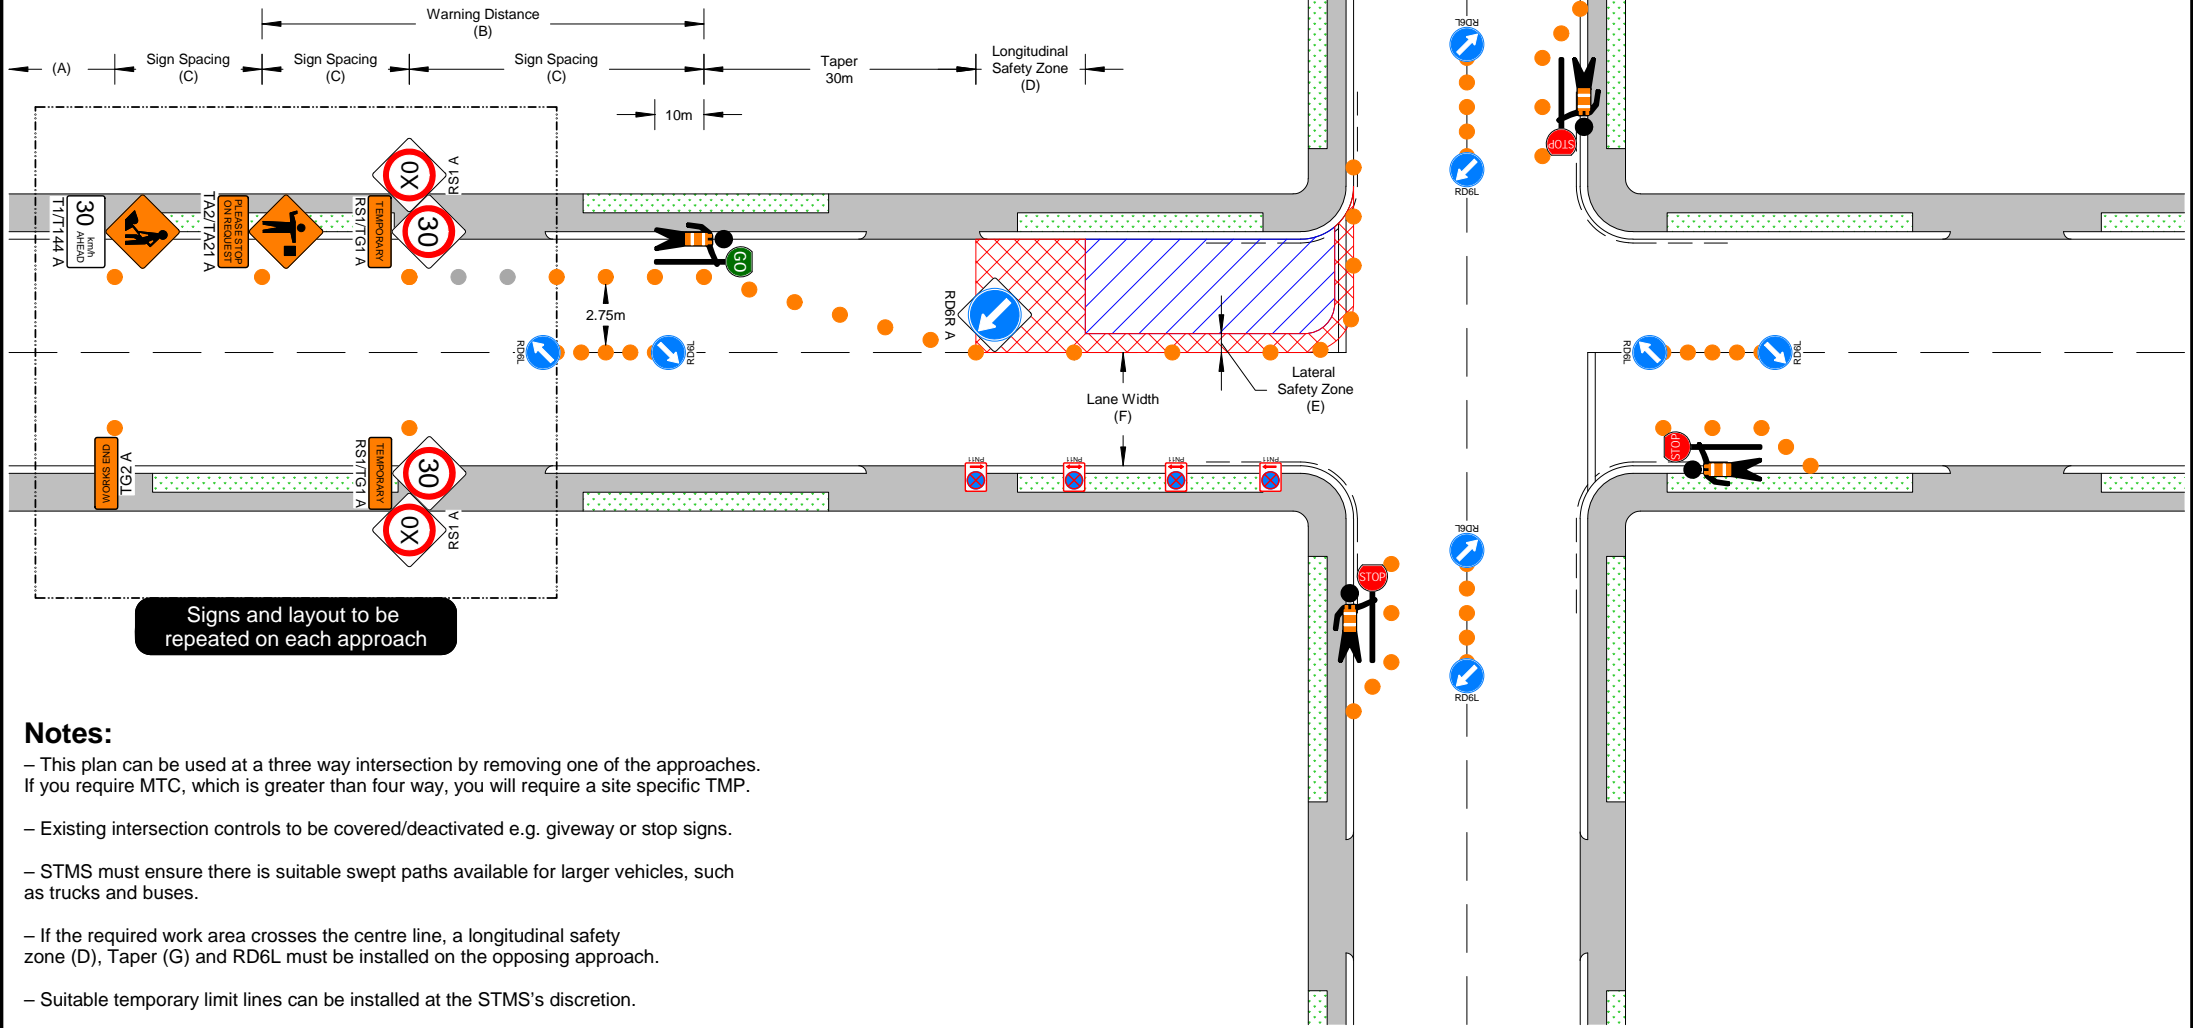 Warning Distance
(B)
(A)
Sign Spacing
(C)
Sign Spacing
(C)
Sign Spacing
(C)
Taper
30m
Longitudinal
Safety Zone
(D)
10m
RD6L
STOP
RD6L
0X
RS1 A
T1/T144 A
30 km/h
AHEAD
TA2/TA21 A
PLEASE STOP
ON REQUEST
RS1/TG1 A
TEMPORARY
30
GO
2.75m
RD6L
RD6L
RD6R A
Lane Width
(F)
Lateral
Safety Zone
(E)
RD6L
RD6L
WORKS END
TG2 A
RS1/TG1 A
TEMPORARY
30
0X
RS1 A
PN11
PN11
PN11
PN11
STOP
RD6L
STOP
RD6L
Signs and layout to be
repeated on each approach
Notes:
– This plan can be used at a three way intersection by removing one of the approaches.
If you require MTC, which is greater than four way, you will require a site specific TMP.
– Existing intersection controls to be covered/deactivated e.g. giveway or stop signs.
– STMS must ensure there is suitable swept paths available for larger vehicles, such
as trucks and buses.
– If the required work area crosses the centre line, a longitudinal safety
zone (D), Taper (G) and RD6L must be installed on the opposing approach.
– Suitable temporary limit lines can be installed at the STMS's discretion.